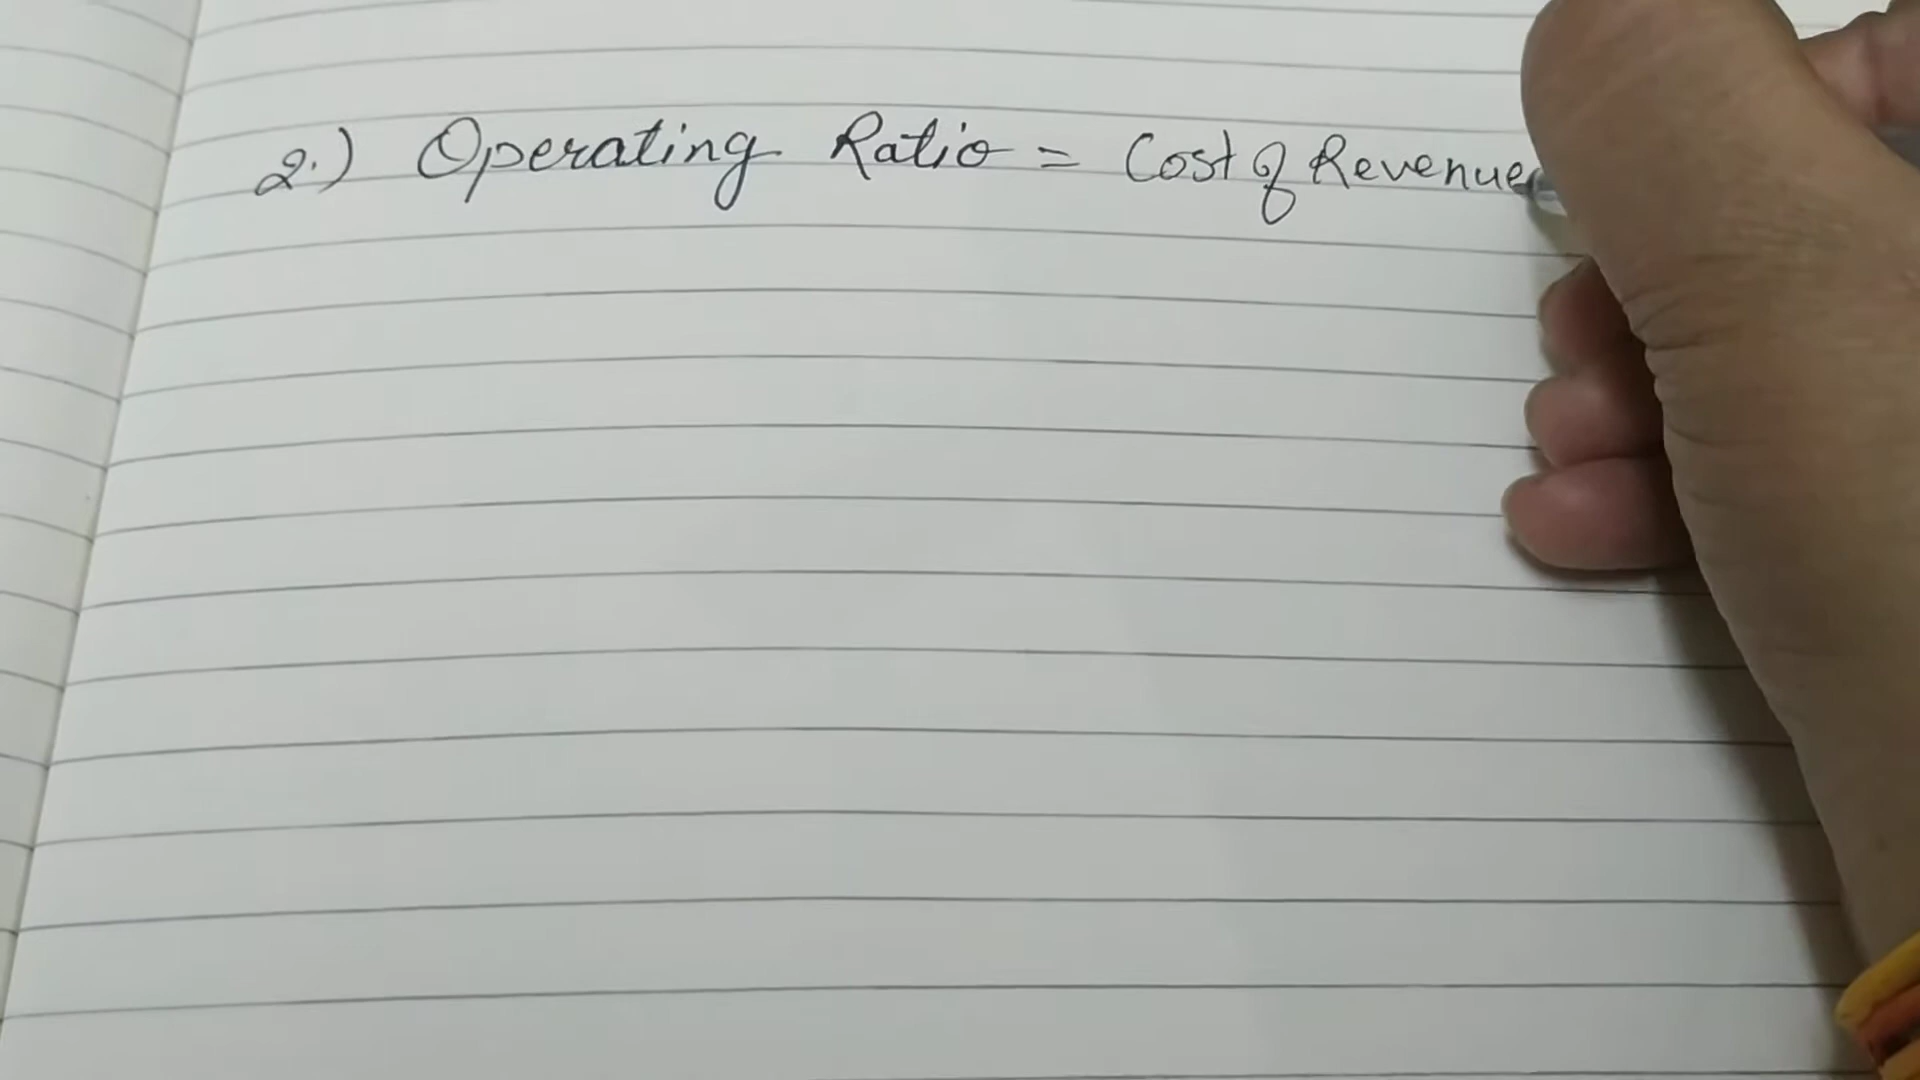 2.) Operating Ratio = Cost of Revenue